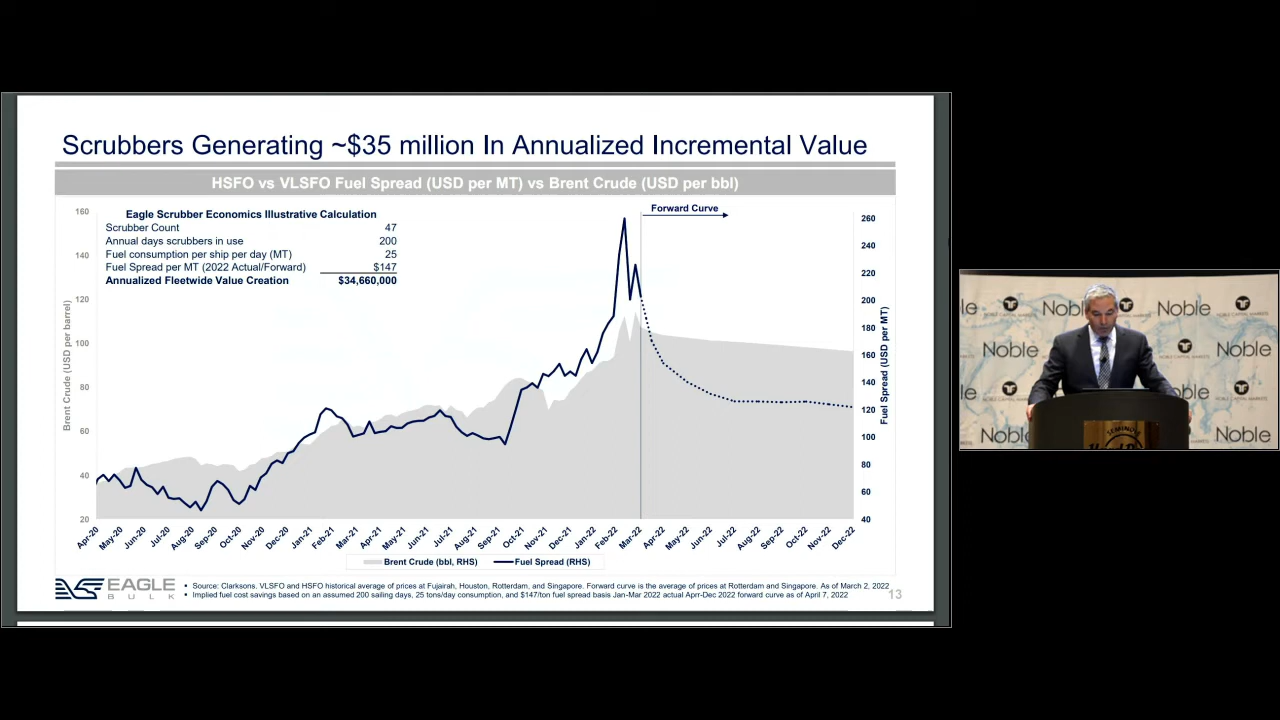 Scrubbers Generating ~$35 million In Annualized Incremental Value
HSFO vs VLSFO Fuel Spread (USD per MT) vs Brent Crude (USD per bbl)
Eagle Scrubber Economics Illustrative Calculation
Scrubber Count 47
Annual days scrubbers in use 200
Fuel consumption per ship per day (MT) 25
Fuel Spread per MT (2022 Actual/Forward) $147
Annualized Fleetwide Value Creation $34,660,000
Forward Curve
Brent Crude (USD per barrel)
160
140
120
100
80
60
40
20
Fuel Spread (USD per MT)
260
240
220
200
180
160
140
120
100
80
60
40
Apr-20 May-20 Jun-20 Jul-20 Aug-20 Sep-20 Oct-20 Nov-20 Dec-20 Jan-21 Feb-21 Mar-21 Apr-21 May-21 Jun-21 Jul-21 Aug-21 Sep-21 Oct-21 Nov-21 Dec-21 Jan-22 Feb-22 Mar-22 Apr-22 May-22 Jun-22 Jul-22 Aug-22 Sep-22 Oct-22 Nov-22 Dec-22
Brent Crude (bbl, RHS) Fuel Spread (RHS)
EAGLE
BULK
• Source: Clarksons. VLSFO and HSFO historical average of prices at Fujairah, Houston, Rotterdam, and Singapore. Forward curve is the average of prices at Rotterdam and Singapore. As of March 2, 2022
• Implied fuel cost savings based on an assumed 200 sailing days, 25 tons/day consumption, and $147/ton fuel spread basis Jan-Mar 2022 actual Aprr-Dec 2022 forward curve as of April 7, 2022
13
Noble
NOBLE CAPITAL MARKETS
Noble
Noble
Noble
Noble
SEMINOLE